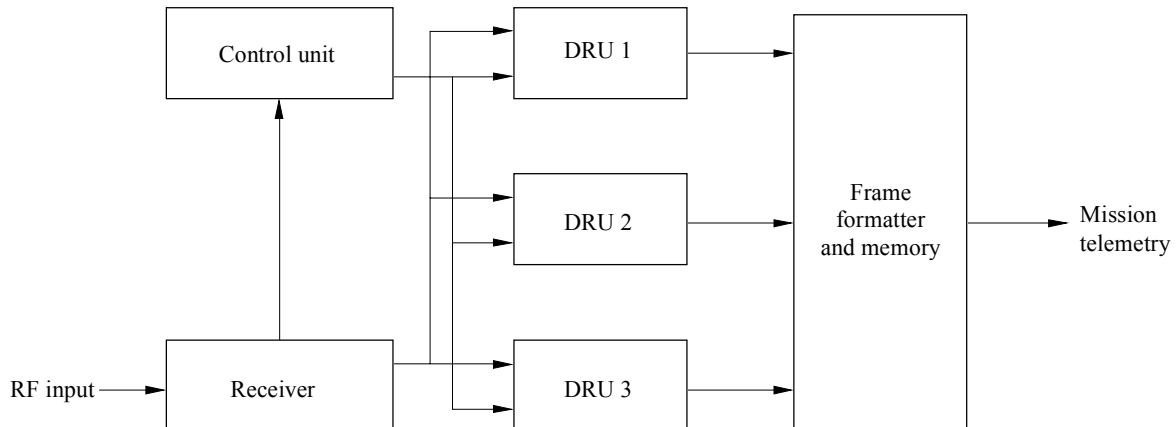 Control unit
DRU 1
DRU 2
Frame
formatter
and memory
Mission
telemetry
RF input
Receiver
DRU 3